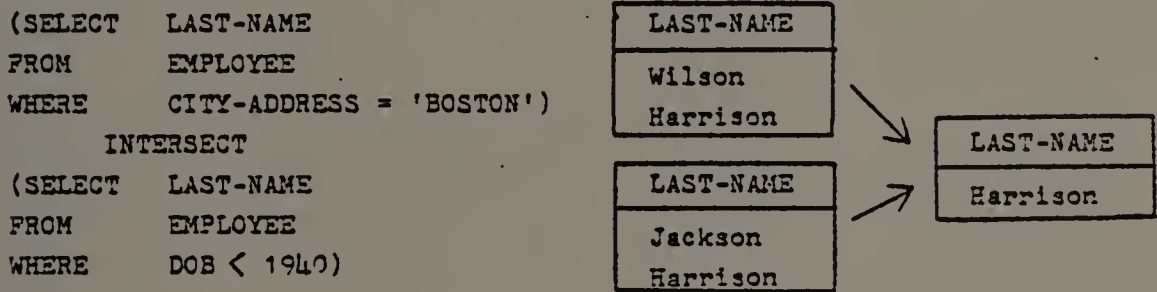 (SELECT LAST-NAME
FROM EMPLOYEE
WHERE CITY-ADDRESS = 'BOSTON')
INTERSECT
(SELECT LAST-NAME
FROM EMPLOYEE
WHERE DOB < 1940)
LAST-NAME
Wilson
Harrison
LAST-NAME
Jackson
Harrison
LAST-NAME
Harrison